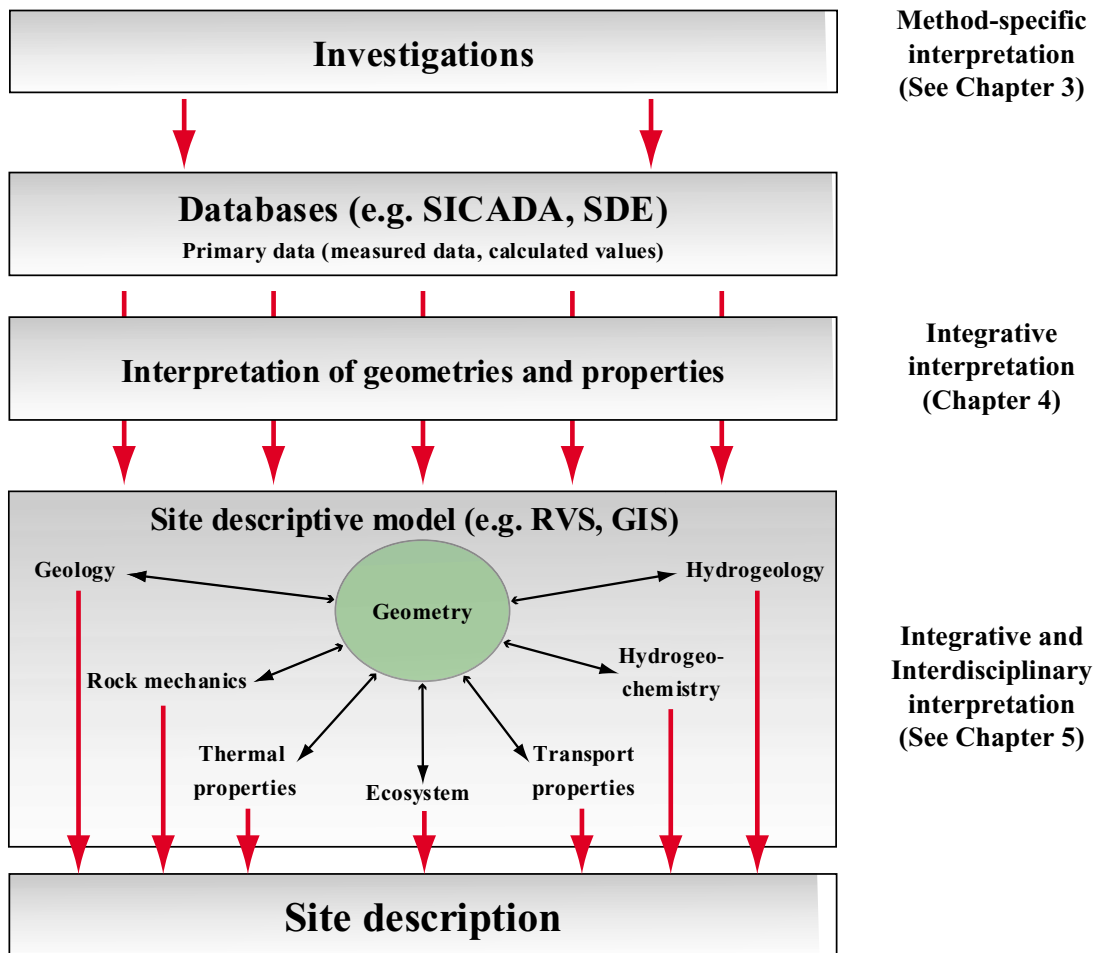 Investigations
Method-specific
interpretation
(See Chapter 3)
Databases (e.g. SICADA, SDE)
Primary data (measured data, calculated values)
Interpretation of geometries and properties
Integrative
interpretation
(Chapter 4)
Site descriptive model (e.g. RVS, GIS)
Geology
Geometry
Hydrogeology
Rock mechanics
Hydrogeo-
chemistry
Thermal
properties
Ecosystem
Transport
properties
Integrative and
Interdisciplinary
interpretation
(See Chapter 5)
Site description